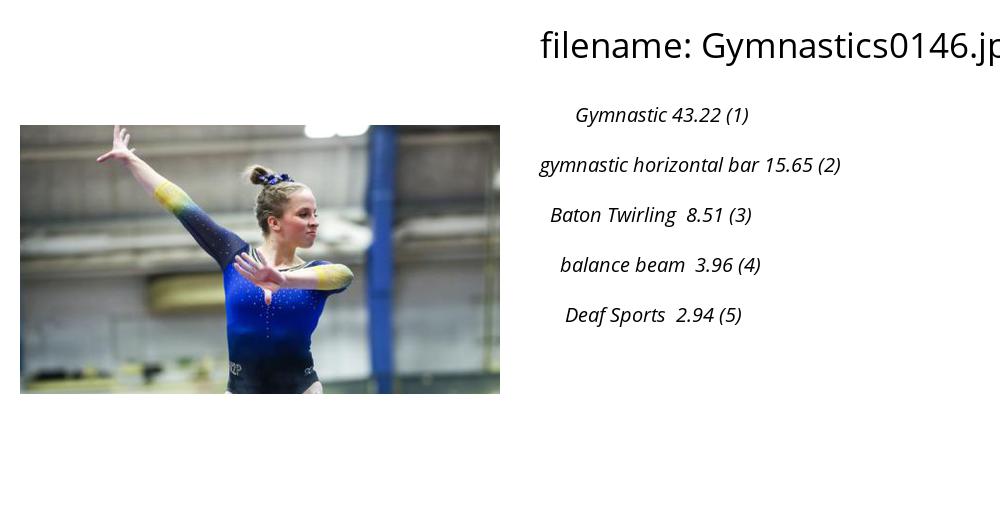 filename: Gymnastics0146.jp
Gymnastic 43.22 (1)
gymnastic horizontal bar 15.65 (2)
Baton Twirling 8.51 (3)
balance beam 3.96 (4)
Deaf Sports 2.94 (5)